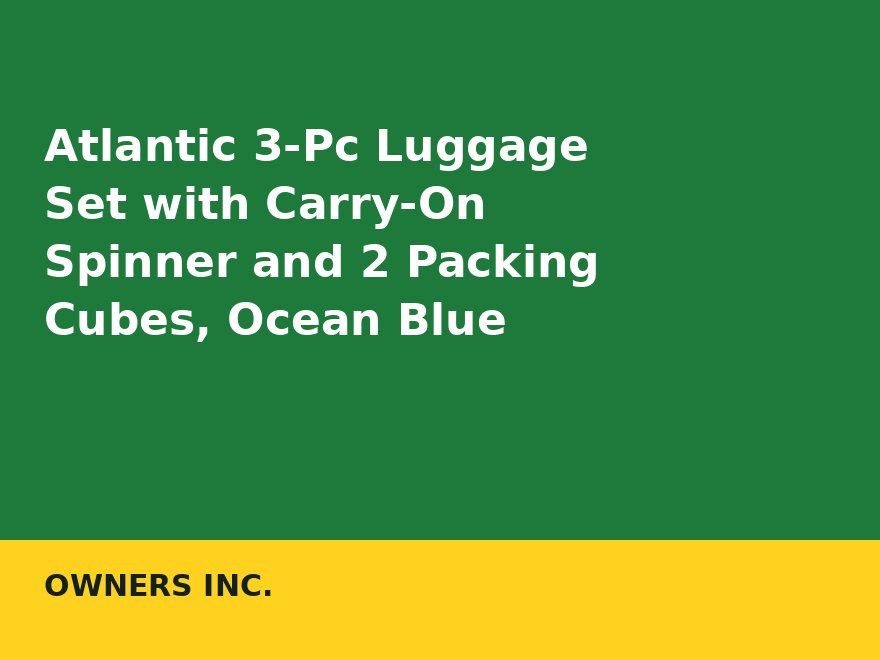 Atlantic 3-Pc Luggage
Set with Carry-On
Spinner and 2 Packing
Cubes, Ocean Blue
OWNERS INC.